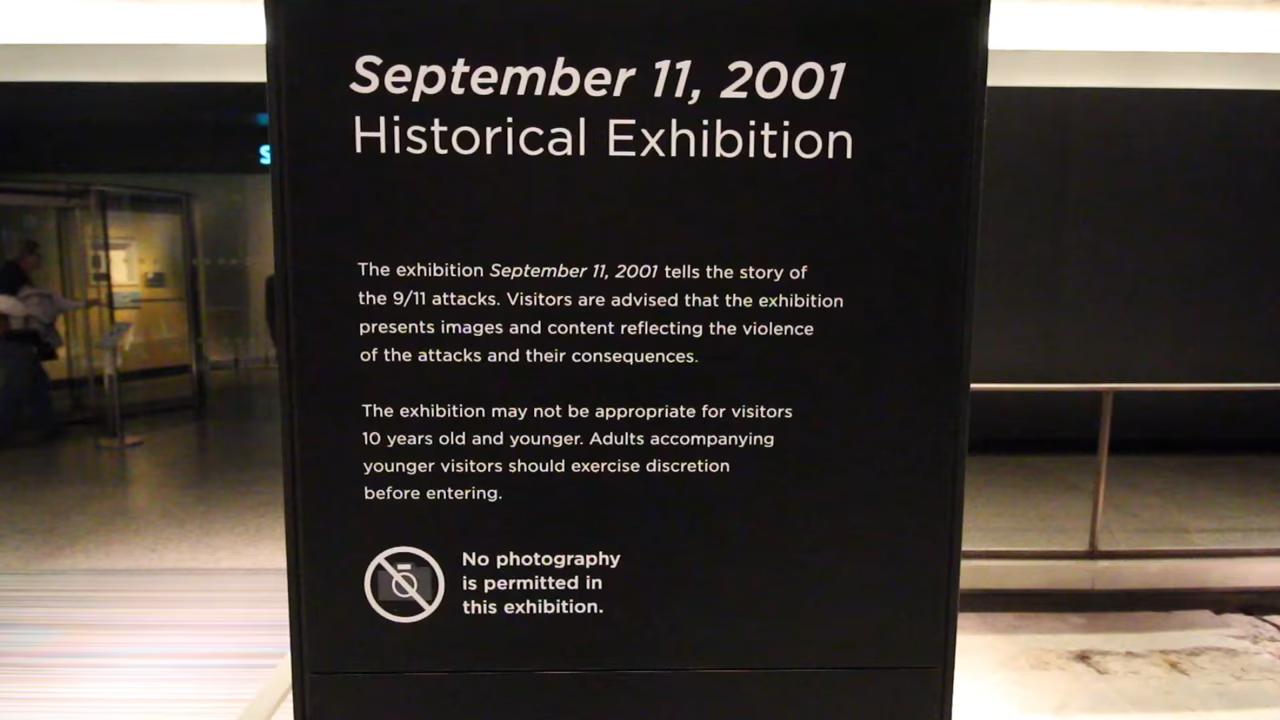 September 11, 2001
Historical Exhibition
The exhibition September 11, 2001 tells the story of
the 9/11 attacks. Visitors are advised that the exhibition
presents images and content reflecting the violence
of the attacks and their consequences.
The exhibition may not be appropriate for visitors
10 years old and younger. Adults accompanying
younger visitors should exercise discretion
before entering.
No photography
is permitted in
this exhibition.